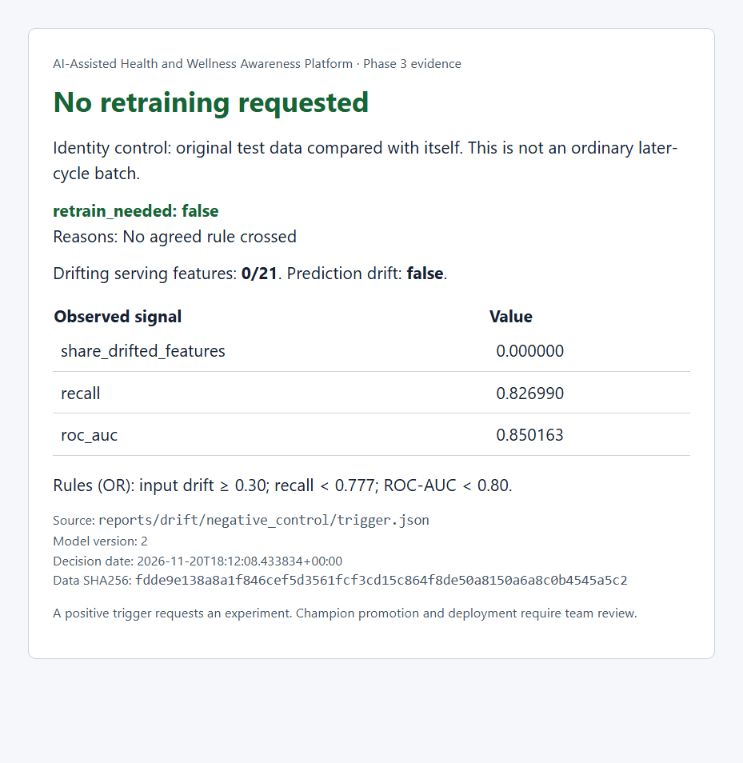 AI-Assisted Health and Wellness Awareness Platform · Phase 3 evidence
No retraining requested
Identity control: original test data compared with itself. This is not an ordinary later-
cycle batch.
retrain_needed: false
Reasons: No agreed rule crossed
Drifting serving features: 0/21. Prediction drift: false.
Observed signal Value
share_drifted_features 0.000000
recall 0.826990
roc_auc 0.850163
Rules (OR): input drift ≥ 0.30; recall < 0.777; ROC-AUC < 0.80.
Source: reports/drift/negative_control/trigger.json
Model version: 2
Decision date: 2026-11-20T18:12:08.433834+00:00
Data SHA256: fdde9e138a8a1f846cef5d3561fcf3cd15c864f8de50a8150a6a8c0b4545a5c2
A positive trigger requests an experiment. Champion promotion and deployment require team review.